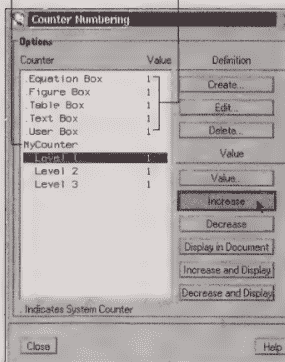 Counter Numbering
Options
Counter Value Definition
.Equation Box 1 Create...
.Figure Box 1
.Table Box 1 Edit...
.Text Box 1
.User Box 1 Delete...
MyCounter Value
Level 1 1
Level 2 1 Value...
Level 3 1 Increase
Decrease
Display in Document
Increase and Display
Decrease and Display
. Indicates System Counter
Close Help